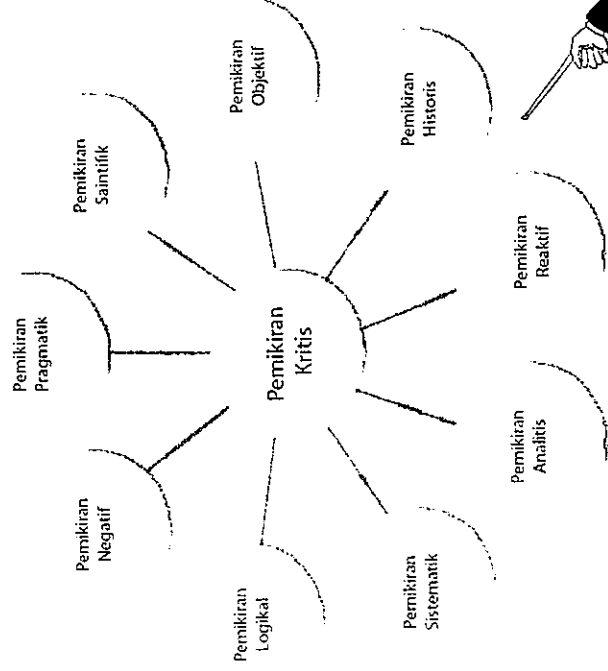 Pemikiran
Objektif
Pemikiran
Saintifik
Pemikiran
Pragmatik
Pemikiran
Historis
Pemikiran
Kritis
Pemikiran
Negatif
Pemikiran
Reaktif
Pemikiran
Logikal
Pemikiran
Analitis
Pemikiran
Sistematik